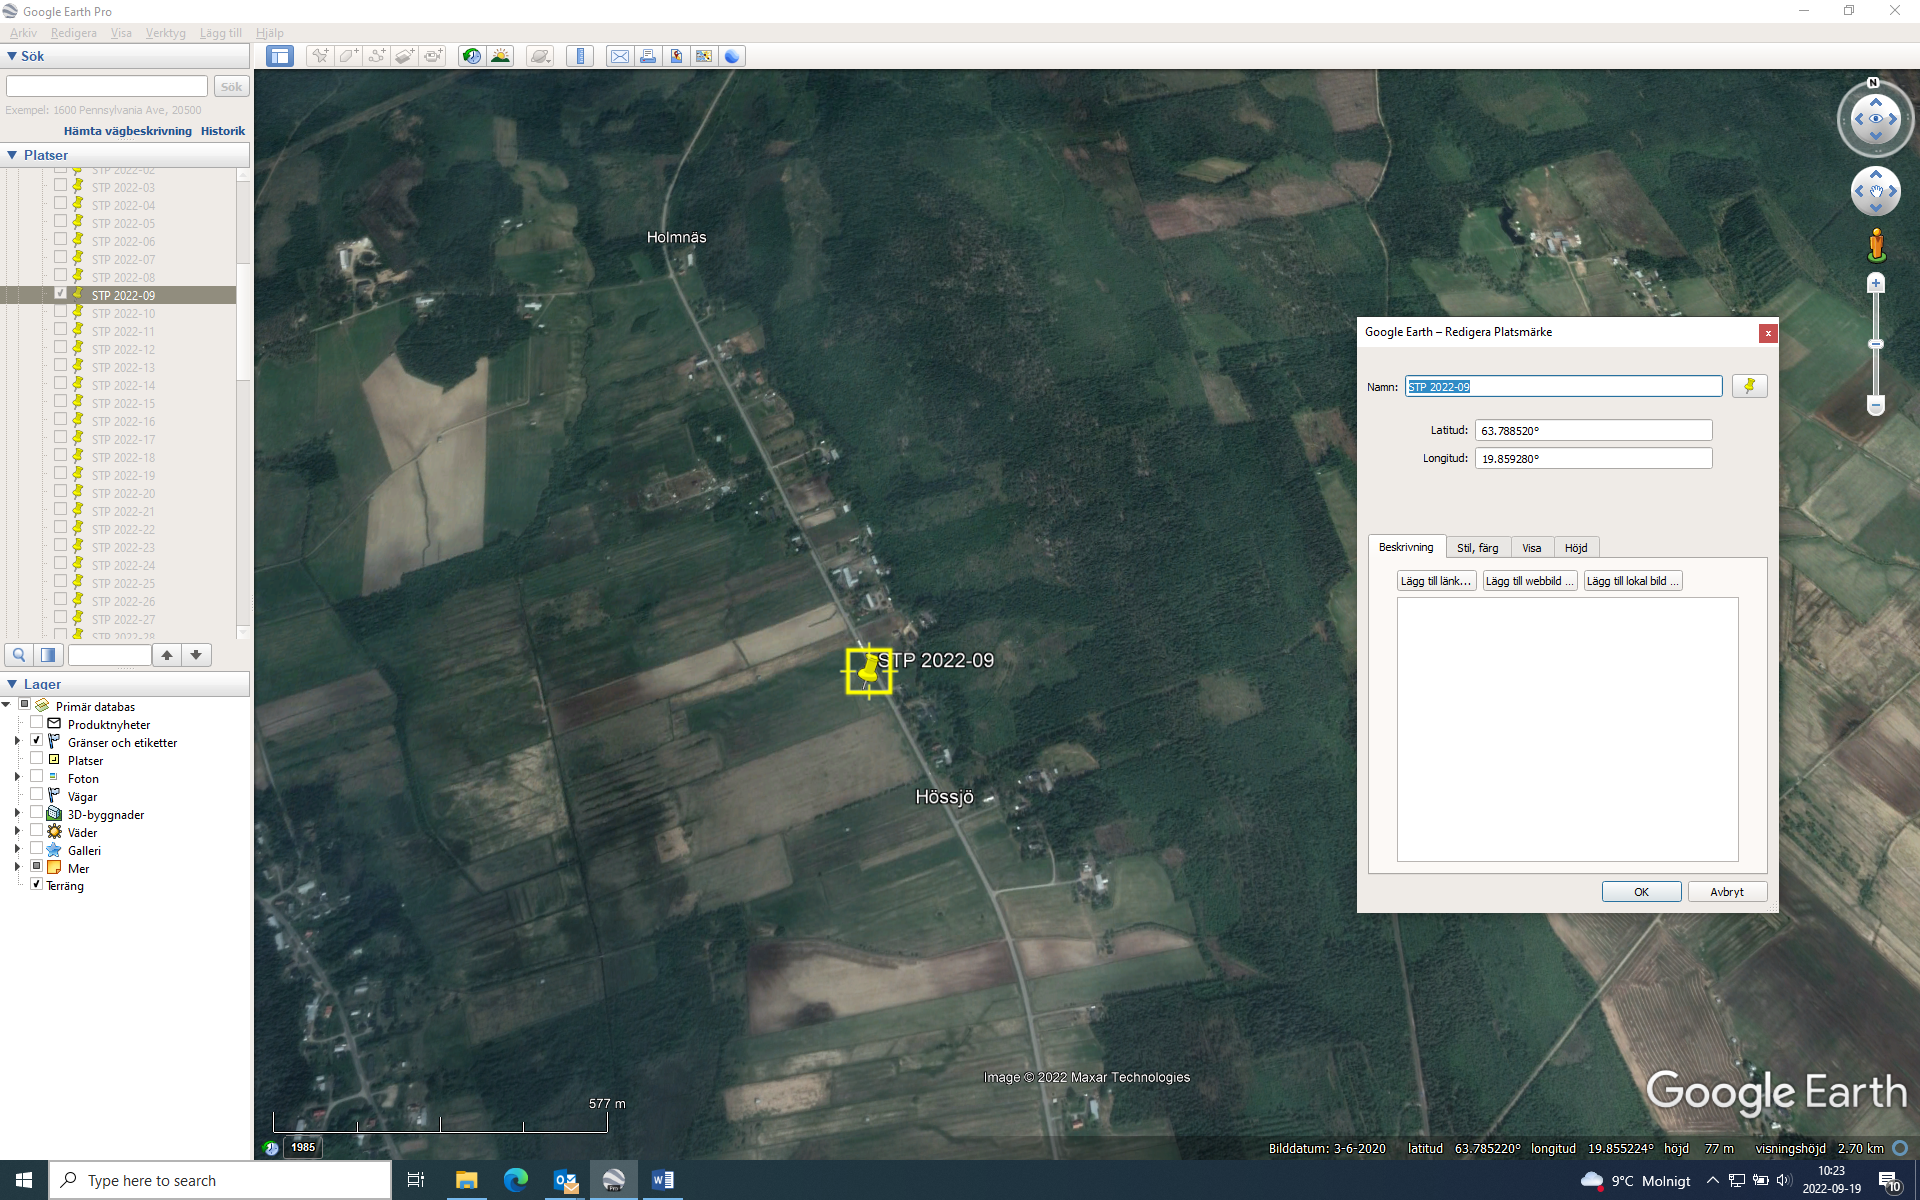 Google Earth Pro
Arkiv Redigera Visa Verktyg Lägg till Hjälp
Sök
Sök
Exempel: 1600 Pennsylvania Ave, 20500
Hämta vägbeskrivning Historik
Platser
STP 2022-02
STP 2022-03
STP 2022-04
STP 2022-05
STP 2022-06
STP 2022-07
STP 2022-08
STP 2022-09
STP 2022-10
STP 2022-11
STP 2022-12
STP 2022-13
STP 2022-14
STP 2022-15
STP 2022-16
STP 2022-17
STP 2022-18
STP 2022-19
STP 2022-20
STP 2022-21
STP 2022-22
STP 2022-23
STP 2022-24
STP 2022-25
STP 2022-26
STP 2022-27
STP 2022-28
Lager
Primär databas
Produktnyheter
Gränser och etiketter
Platser
Foton
Vägar
3D-byggnader
Väder
Galleri
Mer
Terräng
N
Holmnäs
STP 2022-09
Hössjö
Google Earth – Redigera Platsmärke
x
Namn: STP 2022-09
Latitud: 63.788520°
Longitud: 19.859280°
Beskrivning Stil, färg Visa Höjd
Lägg till länk... Lägg till webbild ... Lägg till lokal bild ...
OK Avbryt
Image © 2022 Maxar Technologies
Google Earth
577 m
1985
Bilddatum: 3-6-2020 latitud 63.785220° longitud 19.855224° höjd 77 m visningshöjd 2.70 km
Type here to search
9°C Molnigt
10:23
2022-09-19
10